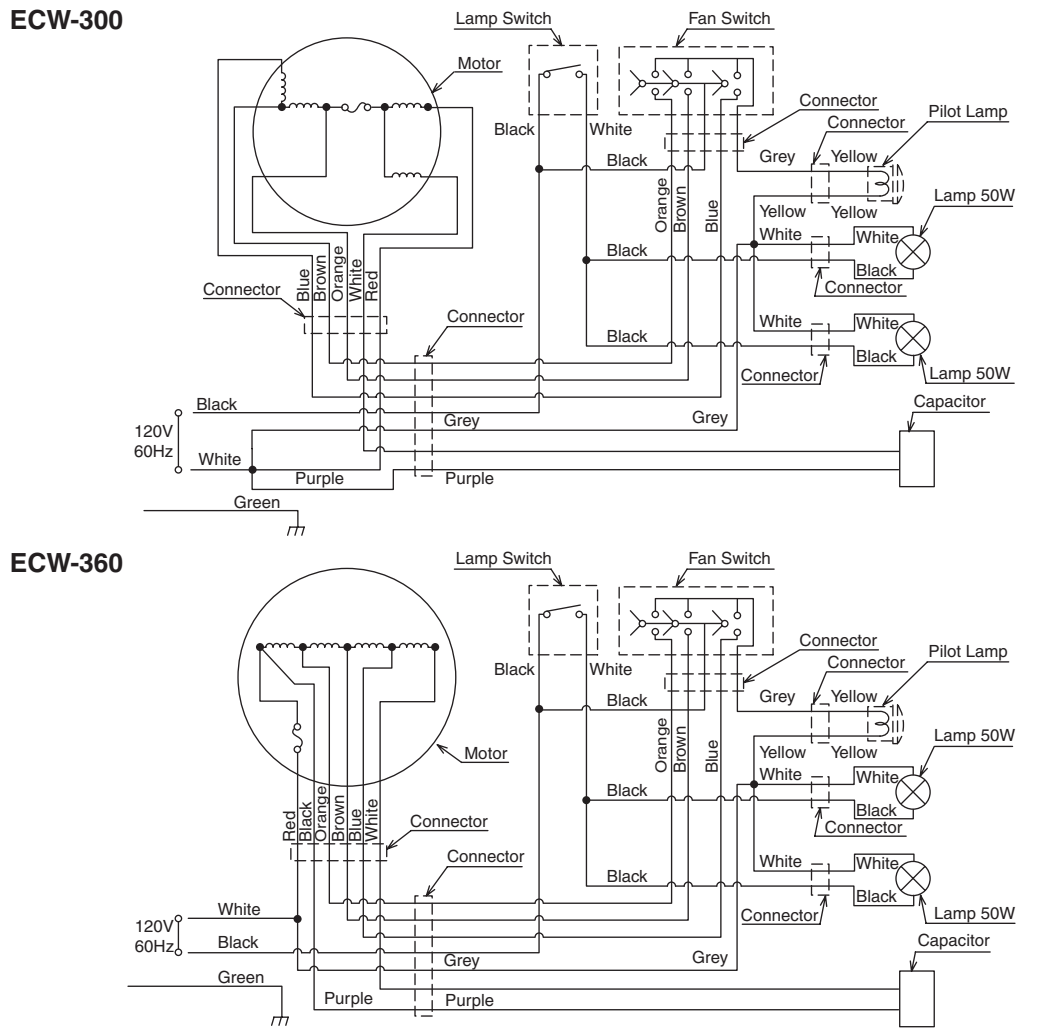 ECW-300
Lamp Switch
Fan Switch
Motor
Connector
Connector
Pilot Lamp
Black
White
Black
Grey
Yellow
Lamp 50W
Orange
Brown
Blue
Yellow
Yellow
White
White
Black
Black
Connector
Blue
Brown
Orange
White
Red
Connector
Connector
White
White
Black
Black
Connector
Lamp 50W
Capacitor
Black
Grey
Grey
120V
60Hz
White
Purple
Purple
Green
ECW-360
Lamp Switch
Fan Switch
Connector
Connector
Pilot Lamp
Black
White
Black
Grey
Yellow
Lamp 50W
Orange
Brown
Blue
Motor
Yellow
Yellow
White
White
Black
Black
Connector
Red
Black
Orange
Brown
Blue
White
Connector
Connector
White
White
Black
Black
Connector
Lamp 50W
White
120V
60Hz
Black
Grey
Grey
Capacitor
Green
Purple
Purple